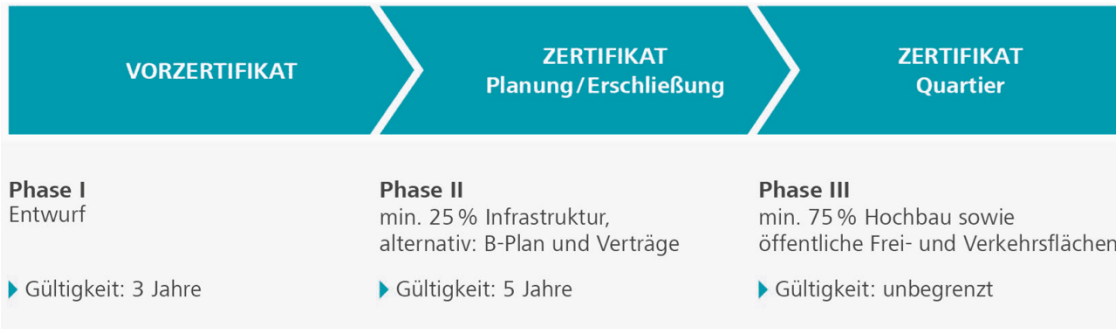 VORZERTIFIKAT
ZERTIFIKAT
Planung/Erschließung
ZERTIFIKAT
Quartier
Phase I
Entwurf
Gültigkeit: 3 Jahre
Phase II
min. 25 % Infrastruktur,
alternativ: B-Plan und Verträge
Gültigkeit: 5 Jahre
Phase III
min. 75 % Hochbau sowie
öffentliche Frei- und Verkehrsflächen
Gültigkeit: unbegrenzt